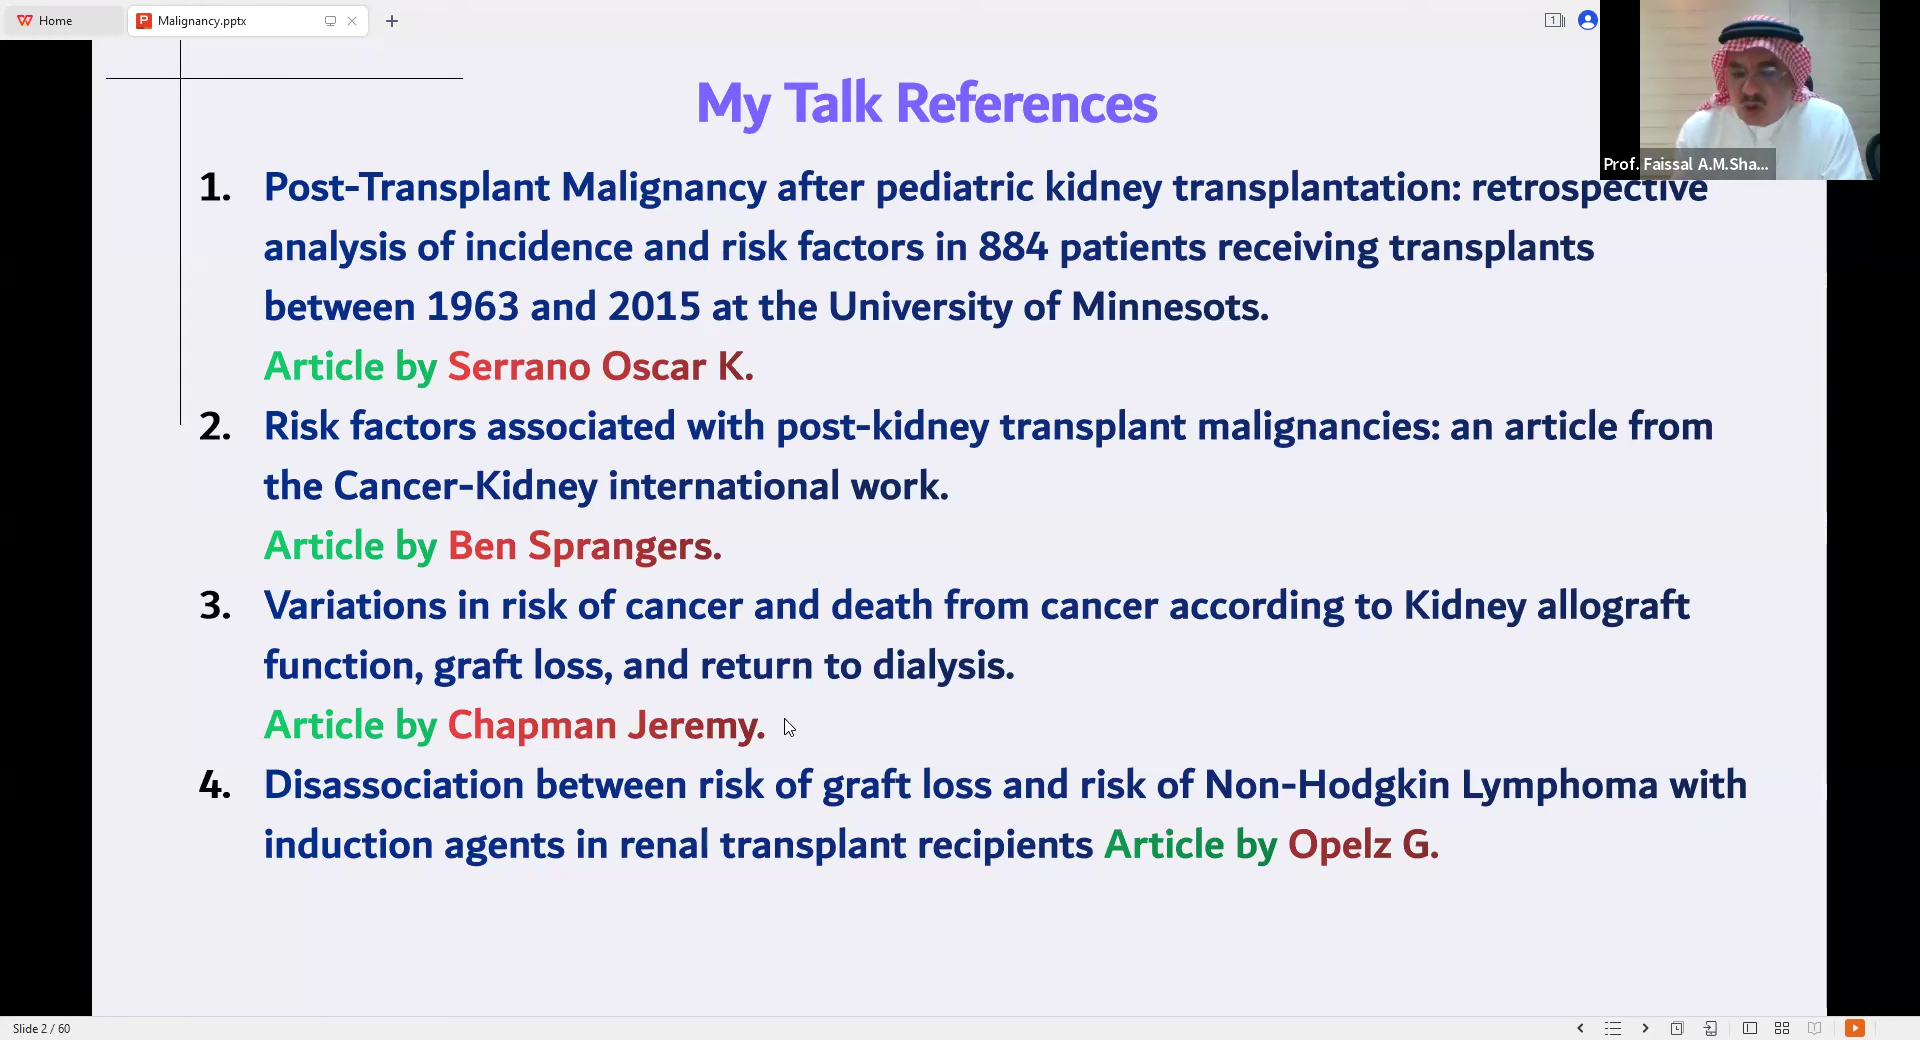 Home
Malignancy.pptx
1
My Talk References
1. Post-Transplant Malignancy after pediatric kidney transplantation: retrospective
analysis of incidence and risk factors in 884 patients receiving transplants
between 1963 and 2015 at the University of Minnesots.
Article by Serrano Oscar K.
2. Risk factors associated with post-kidney transplant malignancies: an article from
the Cancer-Kidney international work.
Article by Ben Sprangers.
3. Variations in risk of cancer and death from cancer according to Kidney allograft
function, graft loss, and return to dialysis.
Article by Chapman Jeremy.
4. Disassociation between risk of graft loss and risk of Non-Hodgkin Lymphoma with
induction agents in renal transplant recipients Article by Opelz G.
Prof. Faissal A.M.Sha...
Slide 2 / 60